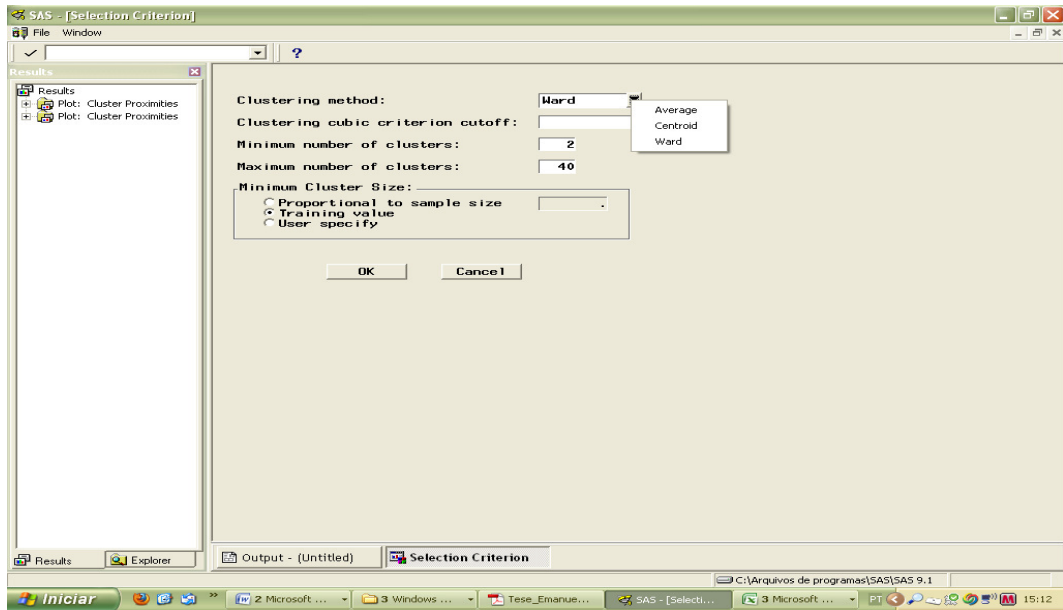 SAS - [Selection Criterion]
File Window
?
Results
Results
Plot: Cluster Proximities
Plot: Cluster Proximities
Clustering method: Ward
Average
Centroid
Ward
Clustering cubic criterion cutoff:
Minimum number of clusters: 2
Maximum number of clusters: 40
Minimum Cluster Size:
Proportional to sample size .
Training value
User specify
OK Cancel
Results Explorer
Output - (Untitled) Selection Criterion
C:\Arquivos de programas\SAS\SAS 9.1
Iniciar » 2 Microsoft ... 3 Windows ... Tese_Emanue... SAS - [Selecti... 3 Microsoft ... PT 15:12